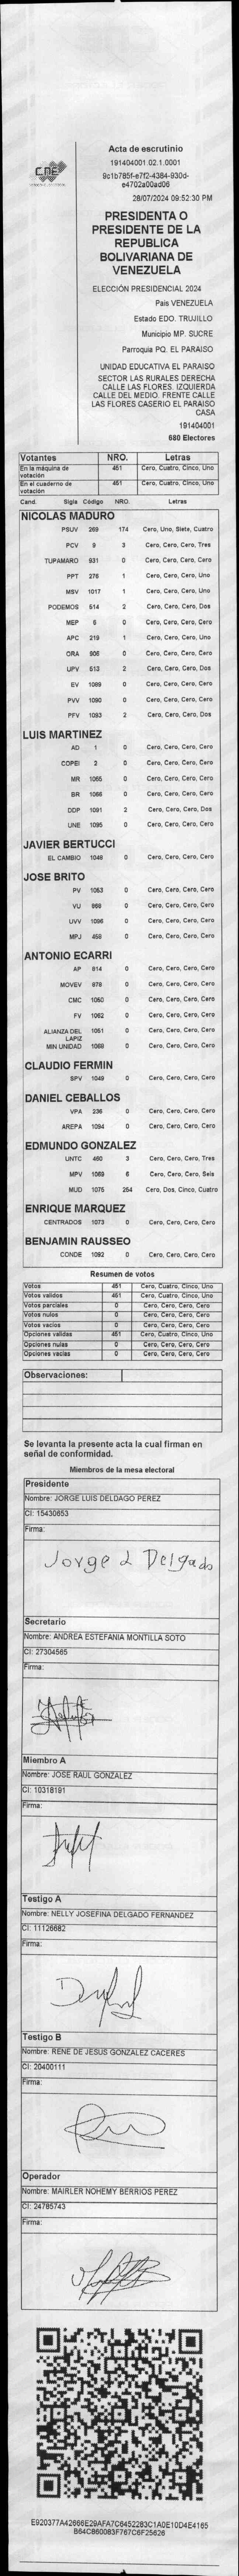 CNE
Acta de escrutinio
191404001.02.1.0001
9c1b785f-e7f2-4384-930d-
e4702a00ad06
28/07/2024 09:52:30 PM
PRESIDENTA O
PRESIDENTE DE LA
REPUBLICA
BOLIVARIANA DE
VENEZUELA
ELECCIÓN PRESIDENCIAL 2024
País VENEZUELA
Estado EDO. TRUJILLO
Municipio MP. SUCRE
Parroquia PQ. EL PARAISO
UNIDAD EDUCATIVA EL PARAISO
SECTOR LAS RURALES DERECHA
CALLE LAS FLORES. IZQUIERDA
CALLE DEL MEDIO. FRENTE CALLE
LAS FLORES CASERIO EL PARAISO
CASA
191404001
680 Electores
Votantes NRO. Letras
En la máquina de votación 451 Cero, Cuatro, Cinco, Uno
En el cuaderno de votación 451 Cero, Cuatro, Cinco, Uno
Cand. Sigla Código NRO. Letras
NICOLAS MADURO
PSUV 269 174 Cero, Uno, Siete, Cuatro
PCV 9 3 Cero, Cero, Cero, Tres
TUPAMARO 931 0 Cero, Cero, Cero, Cero
PPT 276 1 Cero, Cero, Cero, Uno
MSV 1017 1 Cero, Cero, Cero, Uno
PODEMOS 514 2 Cero, Cero, Cero, Dos
MEP 6 0 Cero, Cero, Cero, Cero
APC 219 1 Cero, Cero, Cero, Uno
ORA 906 0 Cero, Cero, Cero, Cero
UPV 613 2 Cero, Cero, Cero, Dos
EV 1089 0 Cero, Cero, Cero, Cero
PVV 1090 0 Cero, Cero, Cero, Cero
PFV 1093 2 Cero, Cero, Cero, Dos
LUIS MARTINEZ
AD 1 0 Cero, Cero, Cero, Cero
COPEI 2 0 Cero, Cero, Cero, Cero
MR 1065 0 Cero, Cero, Cero, Cero
BR 1066 0 Cero, Cero, Cero, Cero
DDP 1091 2 Cero, Cero, Cero, Dos
UNE 1095 0 Cero, Cero, Cero, Cero
JAVIER BERTUCCI
EL CAMBIO 1048 0 Cero, Cero, Cero, Cero
JOSE BRITO
PV 1053 0 Cero, Cero, Cero, Cero
VU 968 0 Cero, Cero, Cero, Cero
UVV 1096 0 Cero, Cero, Cero, Cero
MPJ 459 0 Cero, Cero, Cero, Cero
ANTONIO ECARRI
AP 914 0 Cero, Cero, Cero, Cero
MOVEV 979 0 Cero, Cero, Cero, Cero
CMC 1050 0 Cero, Cero, Cero, Cero
FV 1062 0 Cero, Cero, Cero, Cero
ALIANZA DEL LAPIZ 1051 0 Cero, Cero, Cero, Cero
MIN UNIDAD 1069 0 Cero, Cero, Cero, Cero
CLAUDIO FERMIN
SPV 1049 0 Cero, Cero, Cero, Cero
DANIEL CEBALLOS
VPA 236 0 Cero, Cero, Cero, Cero
AREPA 1094 0 Cero, Cero, Cero, Cero
EDMUNDO GONZALEZ
UNTC 460 3 Cero, Cero, Cero, Tres
MPV 1069 6 Cero, Cero, Cero, Seis
MUD 1075 254 Cero, Dos, Cinco, Cuatro
ENRIQUE MARQUEZ
CENTRADOS 1073 0 Cero, Cero, Cero, Cero
BENJAMIN RAUSSEO
CONDE 1092 0 Cero, Cero, Cero, Cero
Resumen de votos
Votos 451 Cero, Cuatro, Cinco, Uno
Votos validos 451 Cero, Cuatro, Cinco, Uno
Votos parciales 0 Cero, Cero, Cero, Cero
Votos nulos 0 Cero, Cero, Cero, Cero
Votos vacios 0 Cero, Cero, Cero, Cero
Opciones validas 451 Cero, Cuatro, Cinco, Uno
Opciones nulas 0 Cero, Cero, Cero, Cero
Opciones vacias 0 Cero, Cero, Cero, Cero
Observaciones:
Se levanta la presente acta la cual firman en
señal de conformidad.
Miembros de la mesa electoral
Presidente
Nombre: JORGE LUIS DELDAGO PEREZ
CI: 15430653
Firma:
Jorge L Delgado
Secretario
Nombre: ANDREA ESTEFANIA MONTILLA SOTO
CI: 27304565
Firma:
Miembro A
Nombre: JOSE RAUL GONZALEZ
CI: 10318191
Firma:
Testigo A
Nombre: NELLY JOSEFINA DELGADO FERNANDEZ
CI: 11126682
Firma:
Testigo B
Nombre: RENE DE JESUS GONZALEZ CACERES
CI: 20400111
Firma:
Operador
Nombre: MAIRLER NOHEMY BERRIOS PEREZ
CI: 24785743
Firma:
E920377A42666E29AFA7C6452283C1A0E10D4E4165
B64C860083F767C6F25626